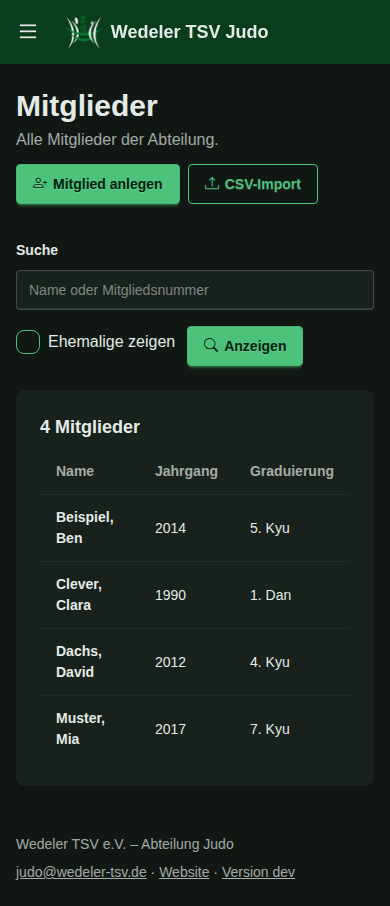 Wedeler TSV Judo
Mitglieder
Alle Mitglieder der Abteilung.
Mitglied anlegen CSV-Import
Suche
Name oder Mitgliedsnummer
Ehemalige zeigen Anzeigen
4 Mitglieder
Name Jahrgang Graduierung
Beispiel,
Ben 2014 5. Kyu
Clever,
Clara 1990 1. Dan
Dachs,
David 2012 4. Kyu
Muster,
Mia 2017 7. Kyu
Wedeler TSV e.V. – Abteilung Judo
judo@wedeler-tsv.de · Website · Version dev